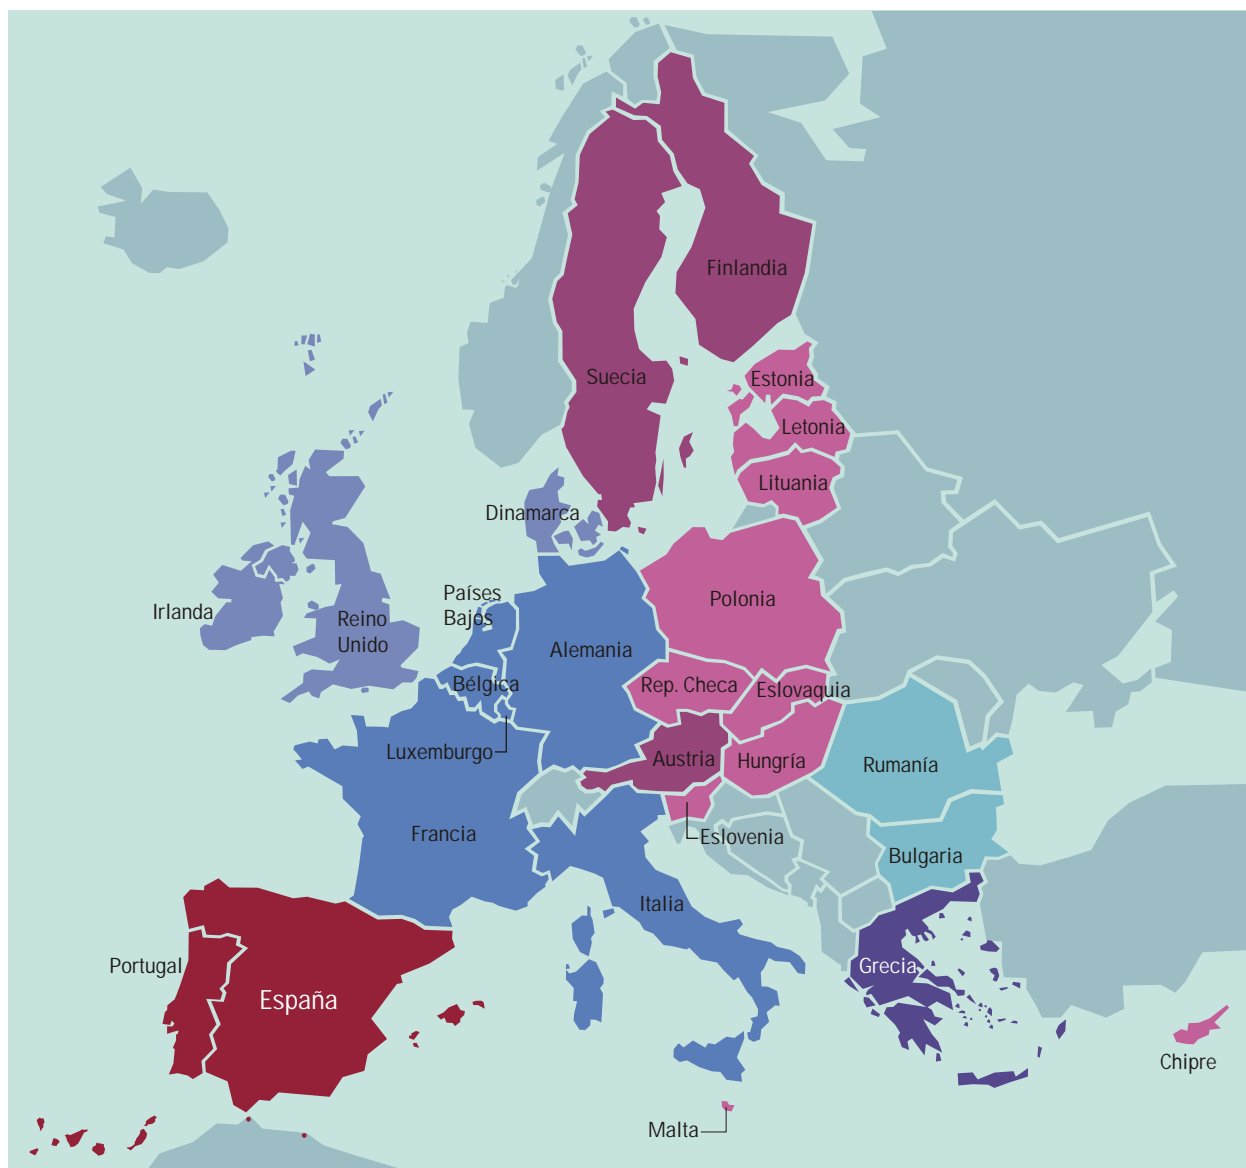 Finlandia
Suecia
Estonia
Letonia
Lituania
Dinamarca
Países
Bajos
Irlanda
Reino
Unido
Polonia
Alemania
Bélgica
Rep. Checa
Eslovaquia
Luxemburgo
Austria
Hungría
Rumanía
Francia
Eslovenia
Bulgaria
Italia
Portugal
España
Grecia
Chipre
Malta